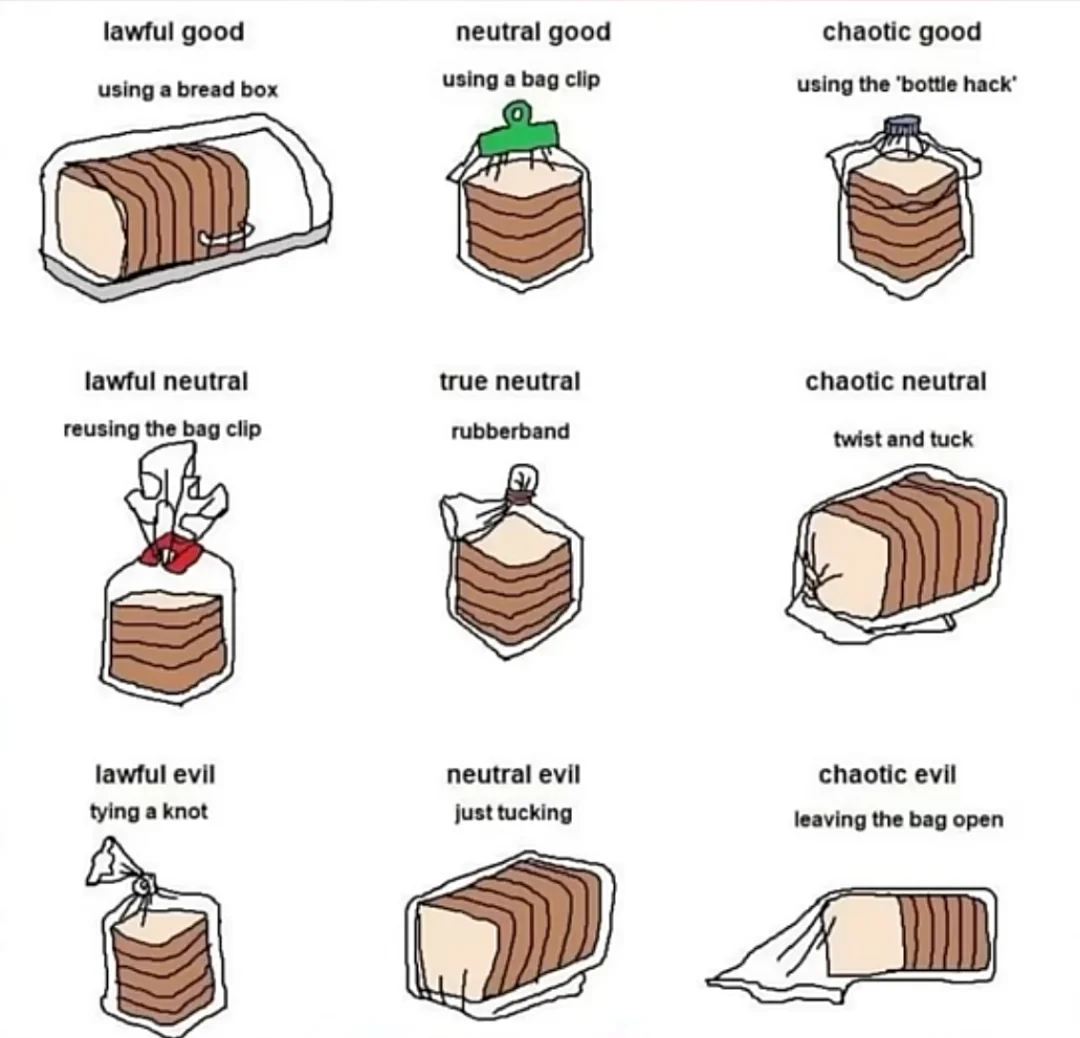 lawful good
using a bread box
neutral good
using a bag clip
chaotic good
using the 'bottle hack'
lawful neutral
reusing the bag clip
true neutral
rubberband
chaotic neutral
twist and tuck
lawful evil
tying a knot
neutral evil
just tucking
chaotic evil
leaving the bag open